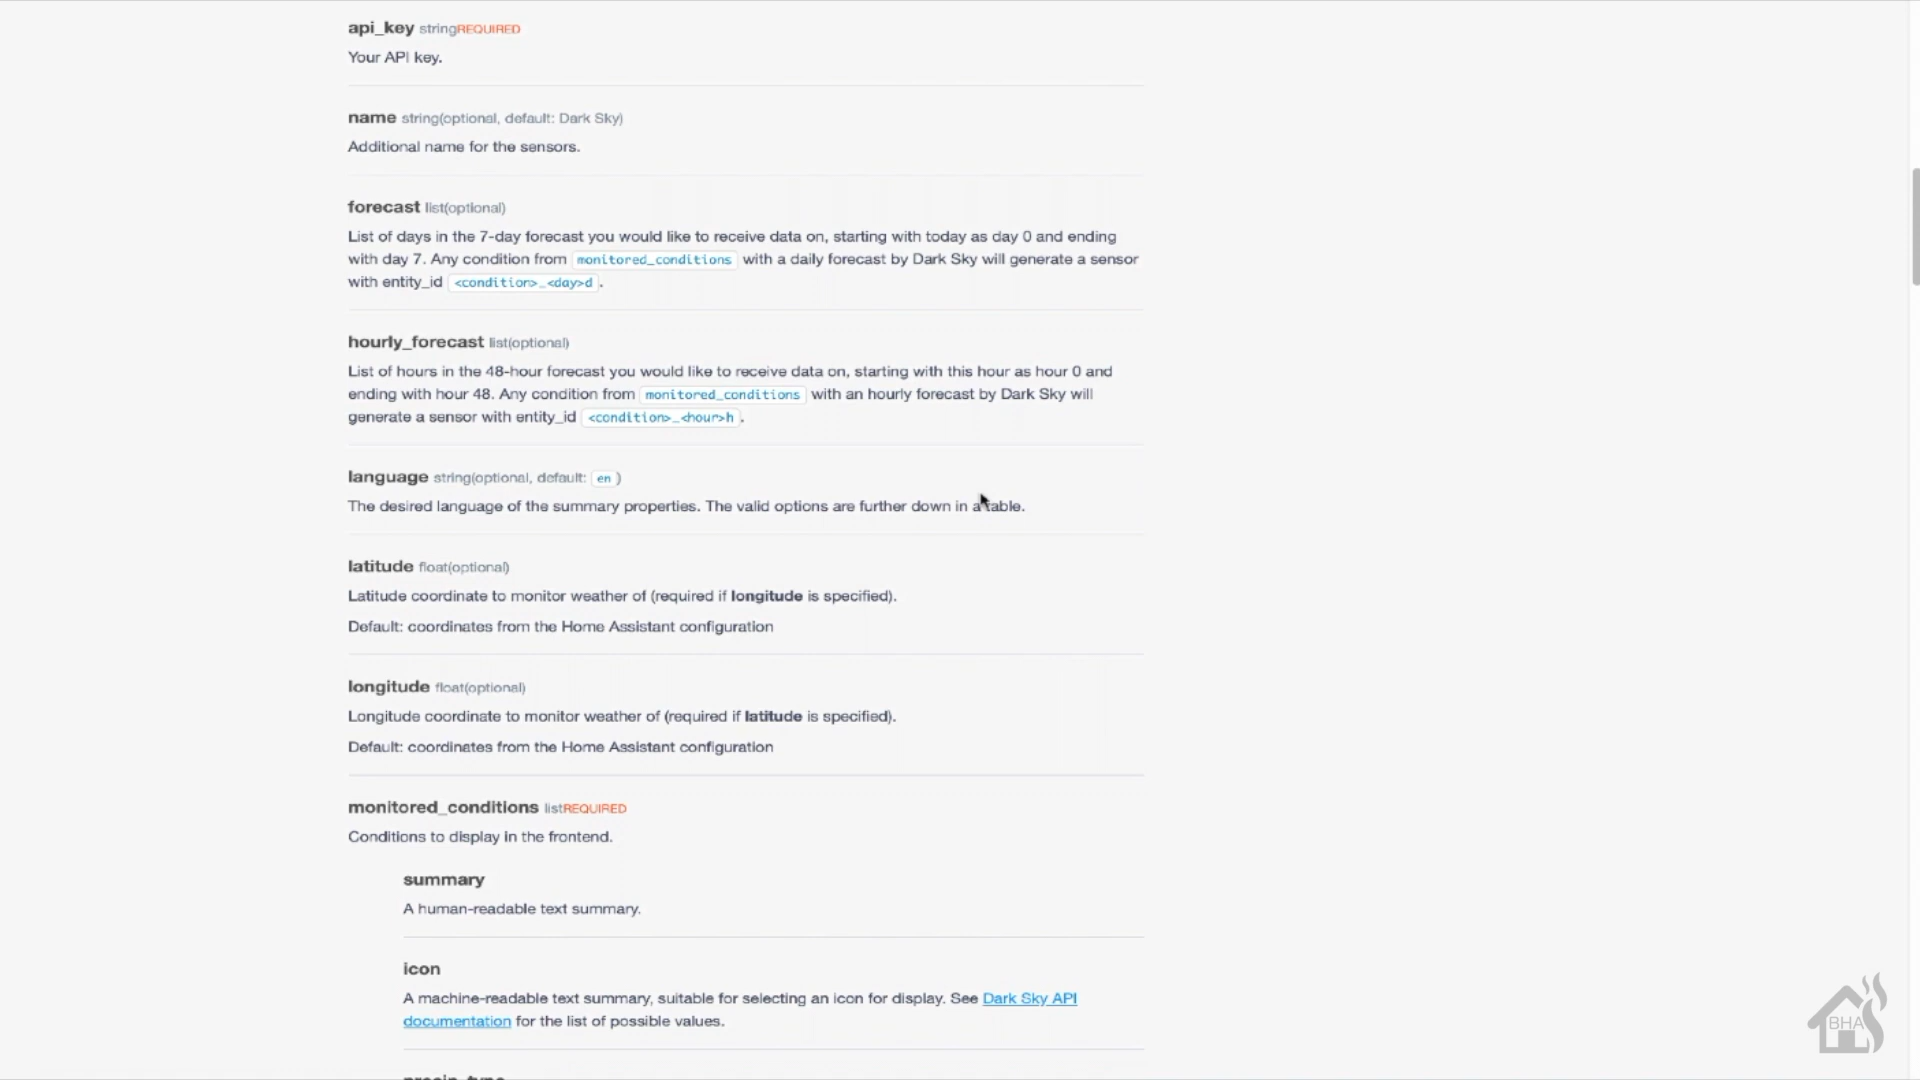 api_key stringREQUIRED
Your API key.
name string(optional, default: Dark Sky)
Additional name for the sensors.
forecast list(optional)
List of days in the 7-day forecast you would like to receive data on, starting with today as day 0 and ending
with day 7. Any condition from monitored_conditions with a daily forecast by Dark Sky will generate a sensor
with entity_id <condition>_<day>d .
hourly_forecast list(optional)
List of hours in the 48-hour forecast you would like to receive data on, starting with this hour as hour 0 and
ending with hour 48. Any condition from monitored_conditions with an hourly forecast by Dark Sky will
generate a sensor with entity_id <condition>_<hour>h .
language string(optional, default: en )
The desired language of the summary properties. The valid options are further down in a table.
latitude float(optional)
Latitude coordinate to monitor weather of (required if longitude is specified).
Default: coordinates from the Home Assistant configuration
longitude float(optional)
Longitude coordinate to monitor weather of (required if latitude is specified).
Default: coordinates from the Home Assistant configuration
monitored_conditions listREQUIRED
Conditions to display in the frontend.
summary
A human-readable text summary.
icon
A machine-readable text summary, suitable for selecting an icon for display. See Dark Sky API
documentation for the list of possible values.
precip_type
BHA